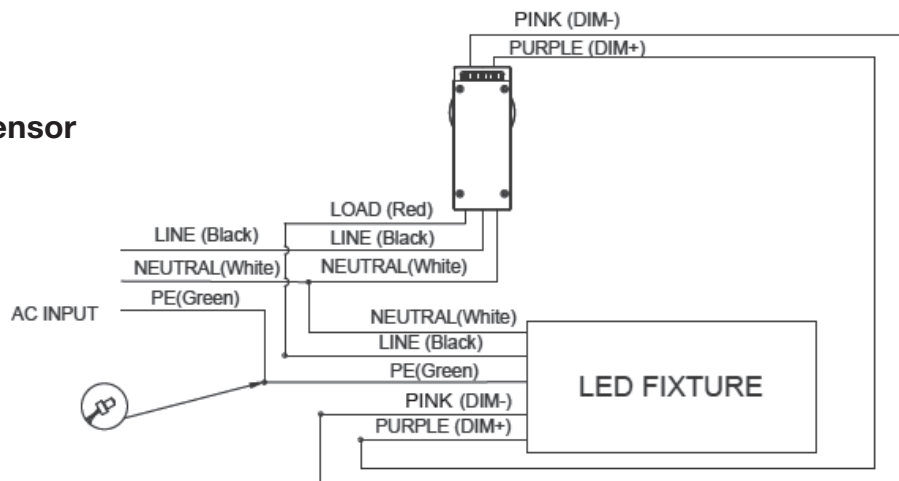 PINK (DIM-)
PURPLE (DIM+)
ensor
LOAD (Red)
LINE (Black)
LINE (Black)
NEUTRAL(White)
NEUTRAL(White)
PE(Green)
AC INPUT
NEUTRAL(White)
LINE (Black)
PE(Green)
LED FIXTURE
PINK (DIM-)
PURPLE (DIM+)